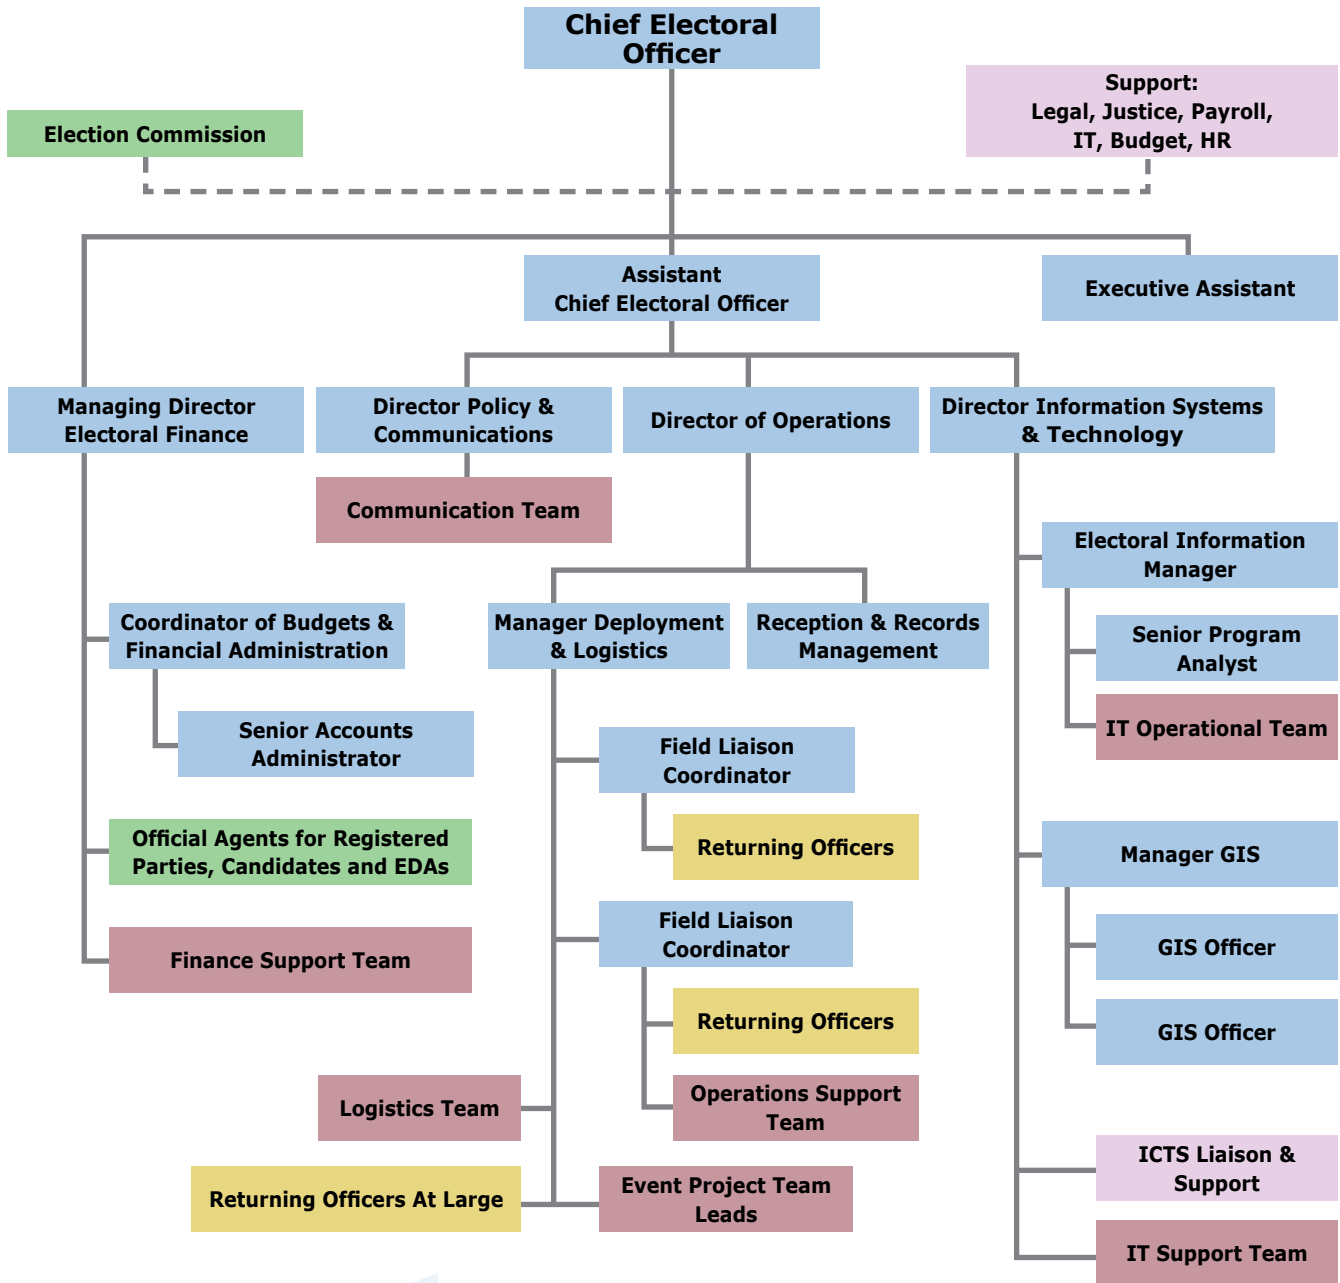 Chief Electoral
Officer
Support:
Legal, Justice, Payroll,
IT, Budget, HR
Election Commission
Assistant
Chief Electoral Officer
Executive Assistant
Managing Director
Electoral Finance
Director Policy &
Communications
Director of Operations
Director Information Systems
& Technology
Communication Team
Electoral Information
Manager
Coordinator of Budgets &
Financial Administration
Manager Deployment
& Logistics
Reception & Records
Management
Senior Program
Analyst
IT Operational Team
Senior Accounts
Administrator
Field Liaison
Coordinator
Official Agents for Registered
Parties, Candidates and EDAs
Returning Officers
Manager GIS
Finance Support Team
Field Liaison
Coordinator
GIS Officer
Returning Officers
GIS Officer
Logistics Team
Operations Support
Team
ICTS Liaison &
Support
Returning Officers At Large
Event Project Team
Leads
IT Support Team